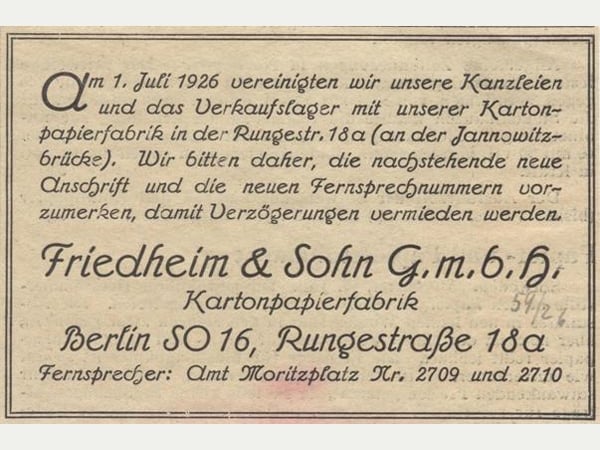 Am 1. Juli 1926 vereinigten wir unsere Kanzleien
und das Verkaufslager mit unserer Karton-
papierfabrik in der Rungestr. 18a (an der Jannowitz-
brücke). Wir bitten daher, die nachstehende neue
Anschrift und die neuen Fernsprechnummern vor-
zumerken, damit Verzögerungen vermieden werden.
Friedheim & Sohn G.m.b.H.
Kartonpapierfabrik
59/26
Berlin SO 16, Rungestraße 18a
Fernsprecher: Amt Moritzplatz Nr. 2709 und 2710